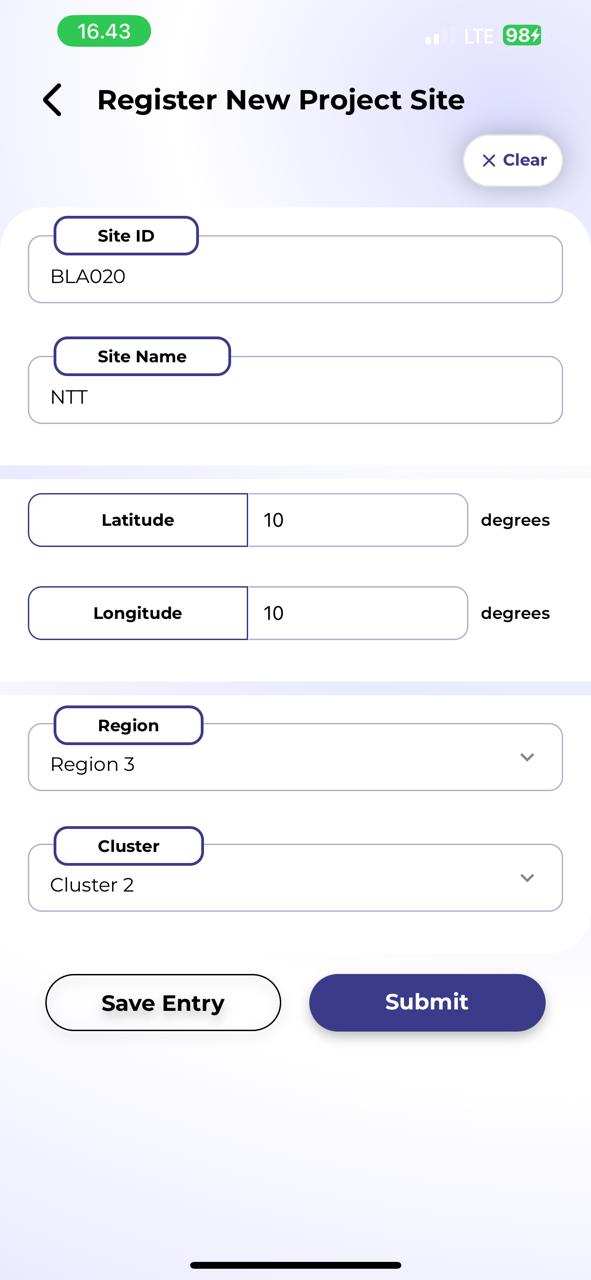 16.43
LTE 98
Register New Project Site
Clear
Site ID
BLA020
Site Name
NTT
Latitude 10 degrees
Longitude 10 degrees
Region
Region 3
Cluster
Cluster 2
Save Entry Submit